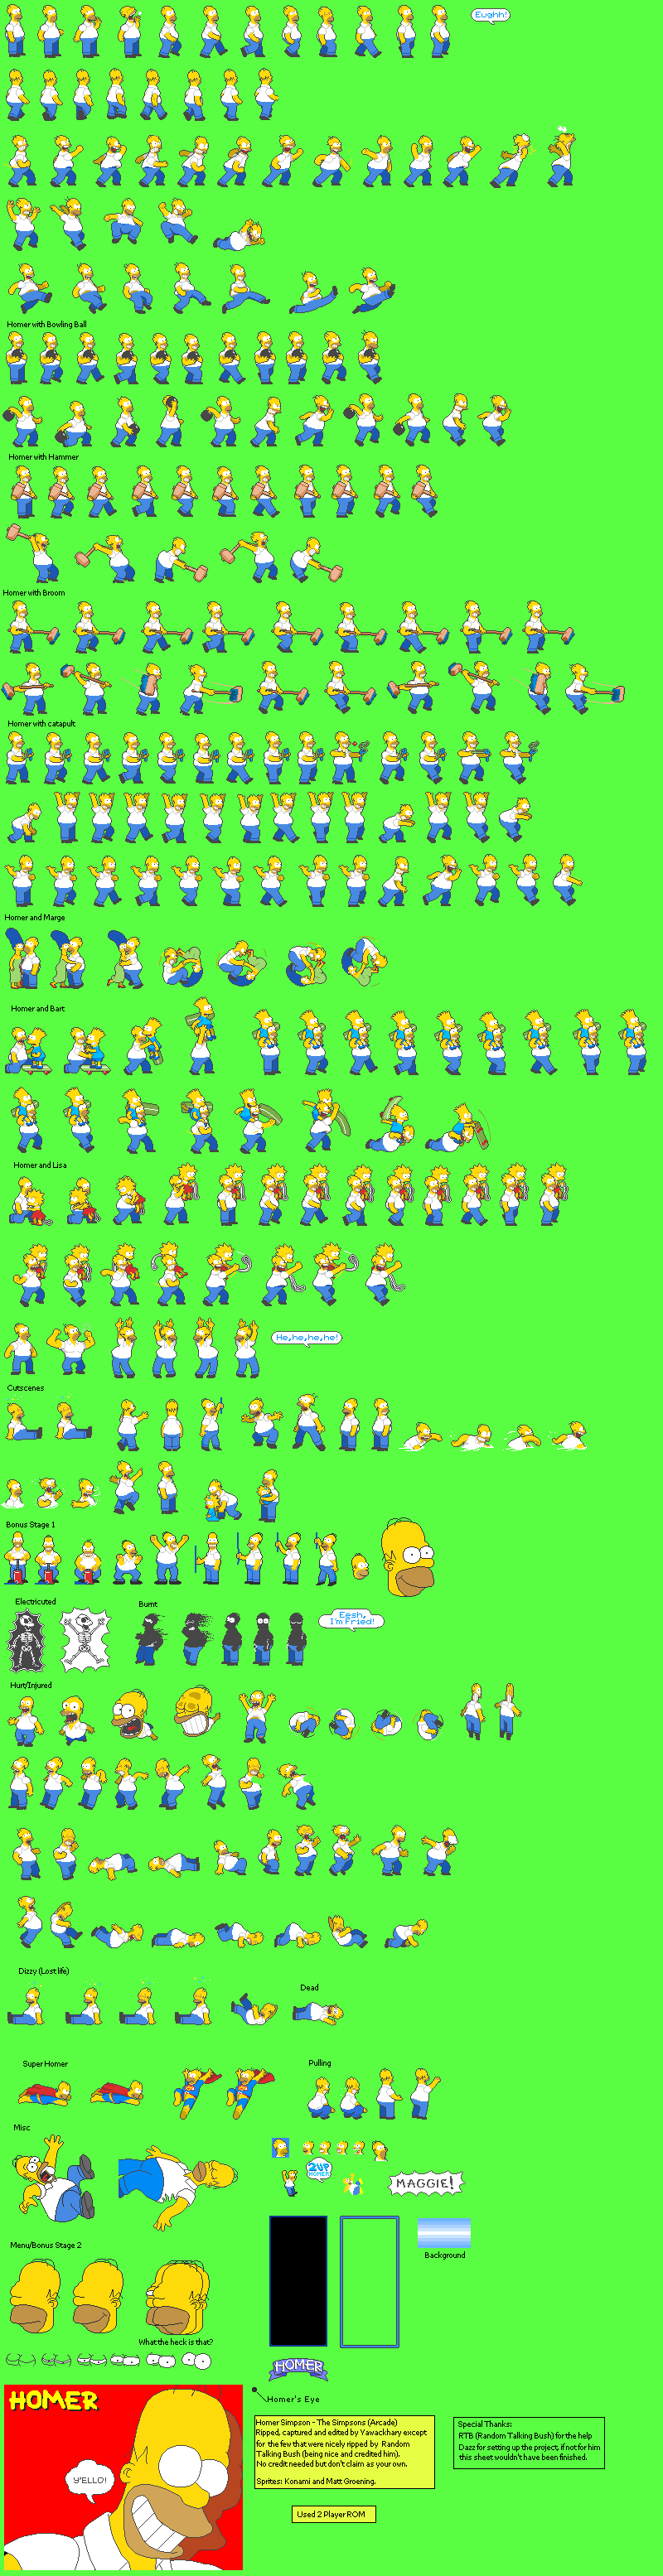 Eughh!
Homer with Bowling Ball
Homer with Hammer
Homer with Broom
Homer with catapult
Homer and Marge
Homer and Bart
Homer and Lisa
He,he,he,he!
Cutscenes
Bonus Stage 1
Electricuted
Burnt
Eesh,
I'm Fried!
Hurt/Injured
Dizzy (Lost life)
Dead
Super Homer
Pulling
Misc
2UP
HOMER
MAGGIE!
Menu/Bonus Stage 2
Background
What the heck is that?
HOMER
Homer's Eye
HOMER
Y'ELLO!
Homer Simpson - The Simpsons (Arcade)
Ripped, captured and edited by Yawackhary except
for the few that were nicely ripped by Random
Talking Bush (being nice and credited him).
No credit needed but don't claim as your own.
Sprites: Konami and Matt Groening.
Special Thanks:
RTB (Random Talking Bush) for the help
Dazz for setting up the project, if not for him
this sheet wouldn't have been finished.
Used 2 Player ROM